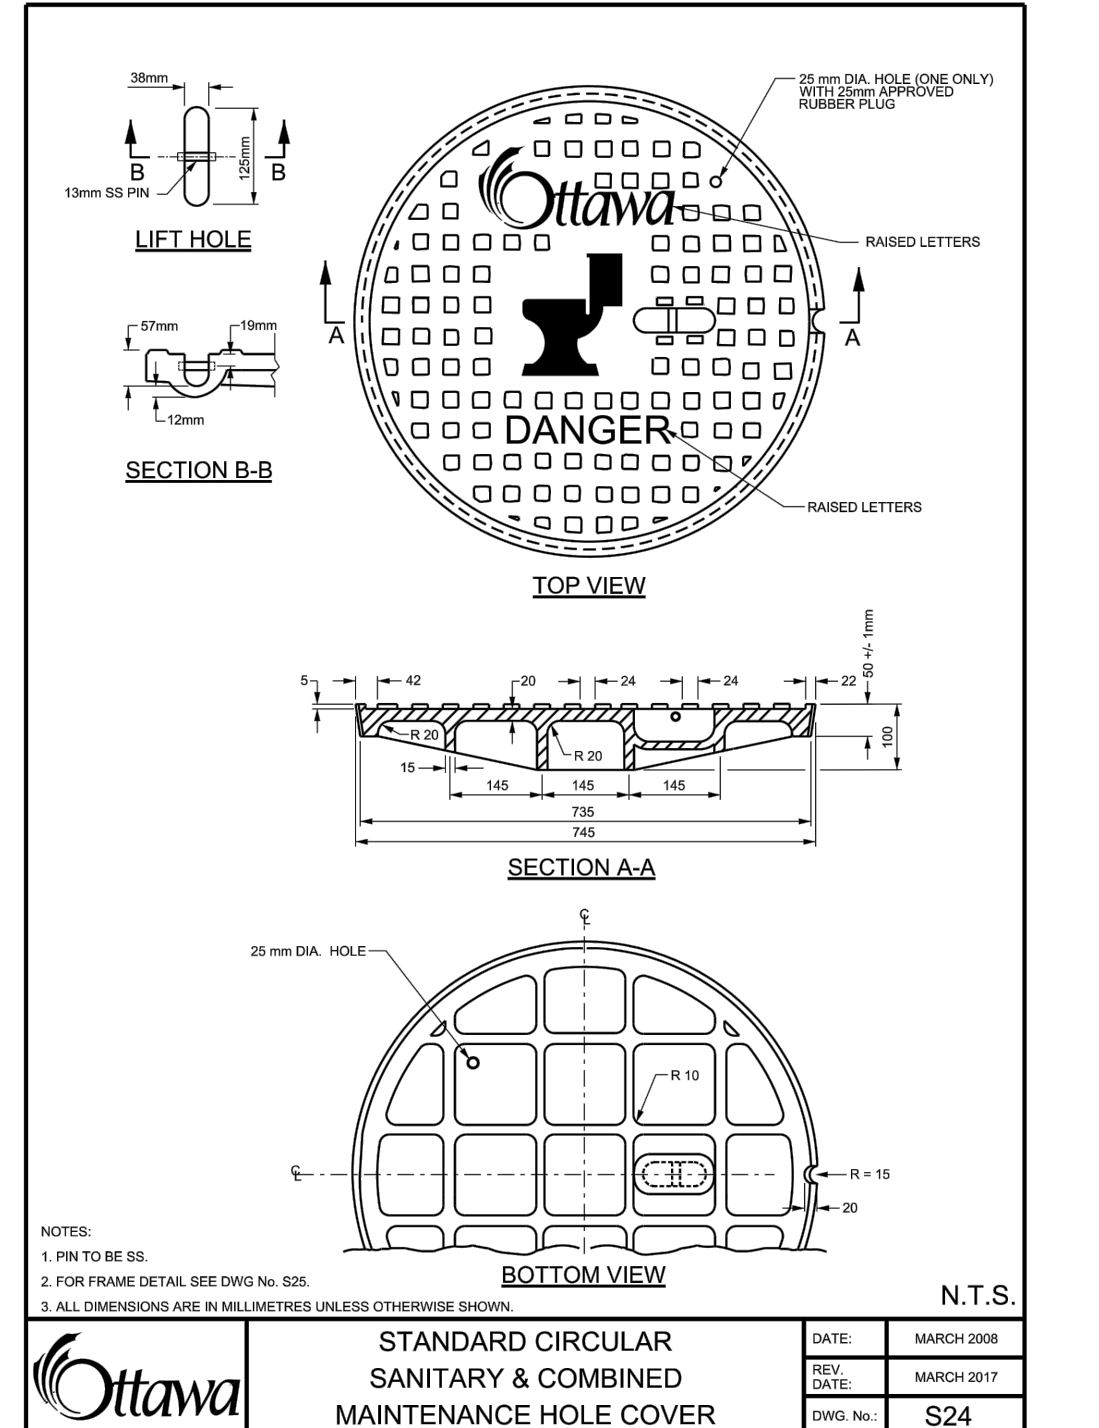 38mm
125mm
B
B
13mm SS PIN
LIFT HOLE
57mm
19mm
12mm
SECTION B-B
25 mm DIA. HOLE (ONE ONLY)
WITH 25mm APPROVED
RUBBER PLUG
Ottawa
RAISED LETTERS
A
A
DANGER
RAISED LETTERS
TOP VIEW
5
42
20
24
24
22
50 +/- 1mm
R 20
R 20
100
15
145
145
145
735
745
SECTION A-A
CL
25 mm DIA. HOLE
R 10
CL
R = 15
20
BOTTOM VIEW
NOTES:
1. PIN TO BE SS.
2. FOR FRAME DETAIL SEE DWG No. S25.
3. ALL DIMENSIONS ARE IN MILLIMETRES UNLESS OTHERWISE SHOWN.
N.T.S.
Ottawa
STANDARD CIRCULAR
SANITARY & COMBINED
MAINTENANCE HOLE COVER
DATE:
MARCH 2008
REV.
DATE:
MARCH 2017
DWG. No.:
S24